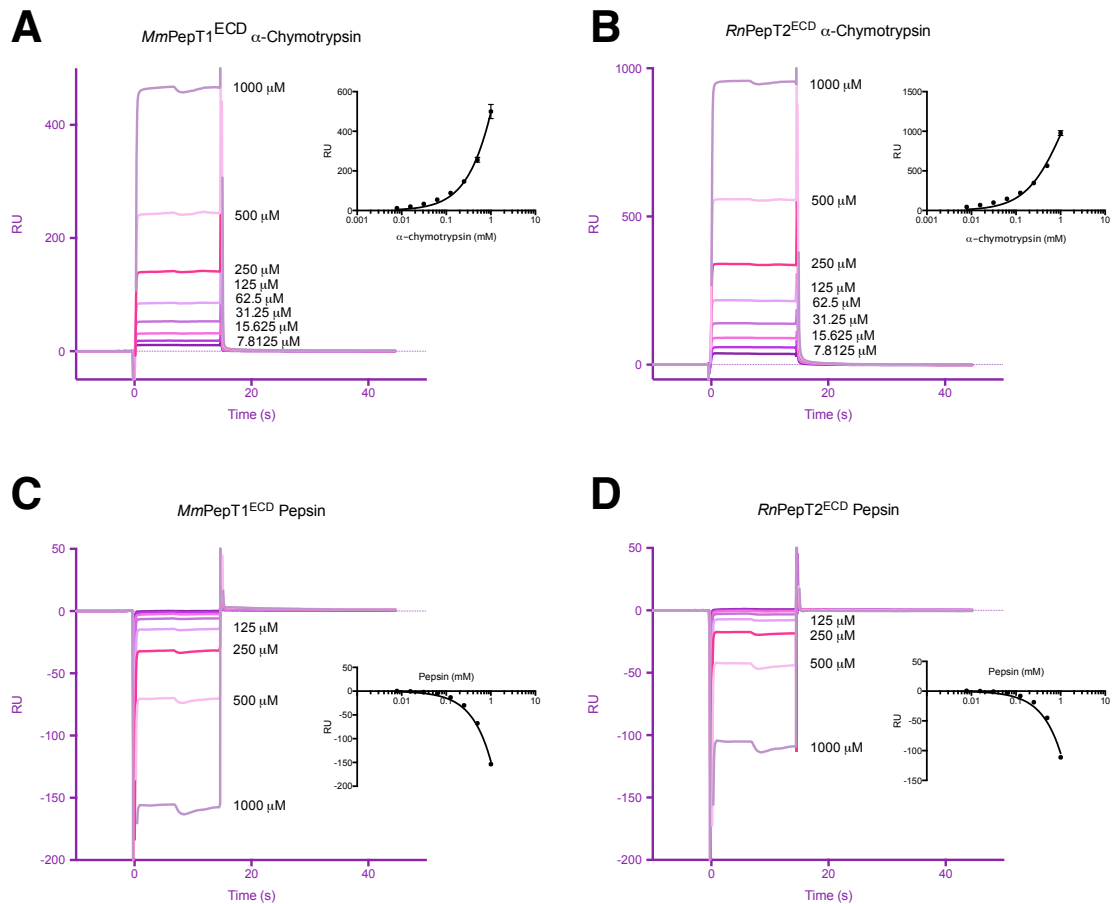 A
MmPepT1ECD α-Chymotrypsin
RU
400
200
0
0
20
40
Time (s)
1000 μM
500 μM
250 μM
125 μM
62.5 μM
31.25 μM
15.625 μM
7.8125 μM
RU
600
400
200
0
0.001
0.01
0.1
1
10
α-chymotrypsin (mM)
B
RnPepT2ECD α-Chymotrypsin
RU
1000
500
0
0
20
40
Time (s)
1000 μM
500 μM
250 μM
125 μM
62.5 μM
31.25 μM
15.625 μM
7.8125 μM
RU
1500
1000
500
0
0.001
0.01
0.1
1
10
α-chymotrypsin (mM)
C
MmPepT1ECD Pepsin
RU
50
0
-50
-100
-150
-200
0
20
40
Time (s)
125 μM
250 μM
500 μM
1000 μM
Pepsin (mM)
RU
50
0
-50
-100
-150
-200
0.01
0.1
1
10
D
RnPepT2ECD Pepsin
RU
50
0
-50
-100
-150
-200
0
20
40
Time (s)
125 μM
250 μM
500 μM
1000 μM
Pepsin (mM)
RU
50
0
-50
-100
-150
0.01
0.1
1
10